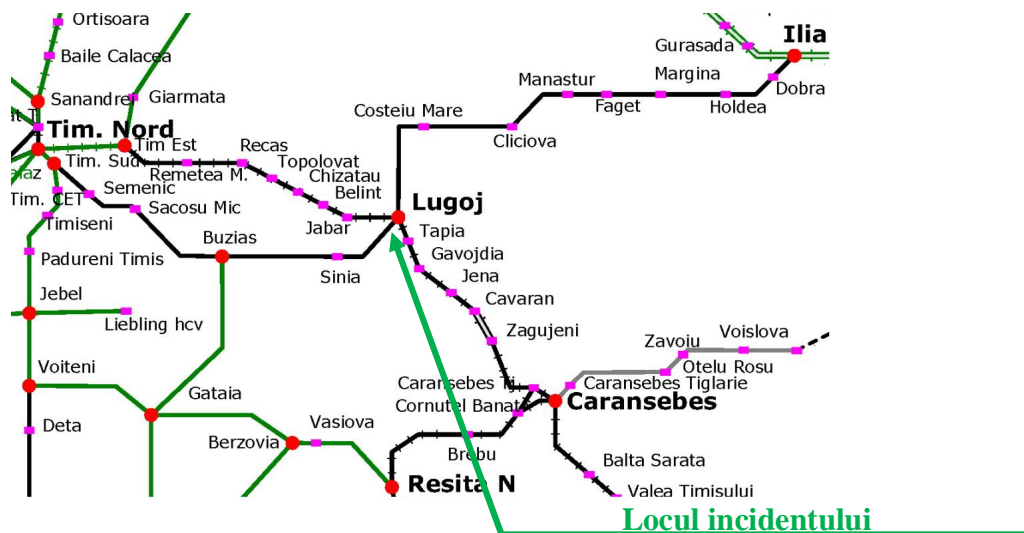 Ortisoara
Ilia
Gurasada
Baile Calacea
Manastur
Margina
Dobra
Sanandrei
Giarmata
Costeiu Mare
Faget
Holdea
Tim. Nord
Cliciova
Tim Est
Recas
Tim. Sud
Topolovat
Remetea M.
Chizatau
Semenic
Belint
Tim. CET
Lugoj
Sacosu Mic
Timiseni
Jabar
Tapia
Buzias
Padureni Timis
Gavojdia
Sinia
Jena
Jebel
Cavaran
Liebling hcv
Zagujeni
Voislova
Zavoiu
Voiteni
Otelu Rosu
Caransebes Tj.
Caransebes Tiglarie
Gataia
Cornutel Banat
Caransebes
Deta
Vasiova
Berzovia
Brebu
Balta Sarata
Resita N
Valea Timisului
Locul incidentului